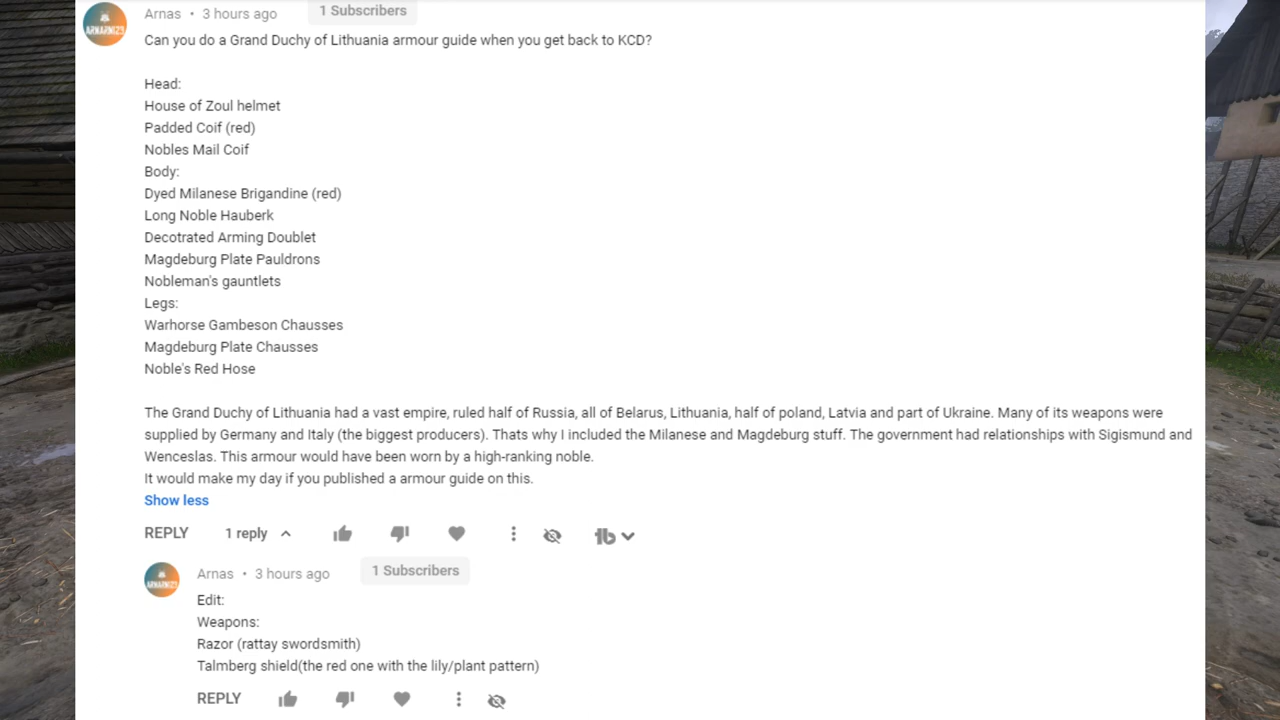 Arnas • 3 hours ago 1 Subscribers
Can you do a Grand Duchy of Lithuania armour guide when you get back to KCD?
Head:
House of Zoul helmet
Padded Coif (red)
Nobles Mail Coif
Body:
Dyed Milanese Brigandine (red)
Long Noble Hauberk
Decotrated Arming Doublet
Magdeburg Plate Pauldrons
Nobleman's gauntlets
Legs:
Warhorse Gambeson Chausses
Magdeburg Plate Chausses
Noble's Red Hose
The Grand Duchy of Lithuania had a vast empire, ruled half of Russia, all of Belarus, Lithuania, half of poland, Latvia and part of Ukraine. Many of its weapons were
supplied by Germany and Italy (the biggest producers). Thats why I included the Milanese and Magdeburg stuff. The government had relationships with Sigismund and
Wenceslas. This armour would have been worn by a high-ranking noble.
It would make my day if you published a armour guide on this.
Show less
REPLY 1 reply
Arnas • 3 hours ago 1 Subscribers
Edit:
Weapons:
Razor (rattay swordsmith)
Talmberg shield(the red one with the lily/plant pattern)
REPLY